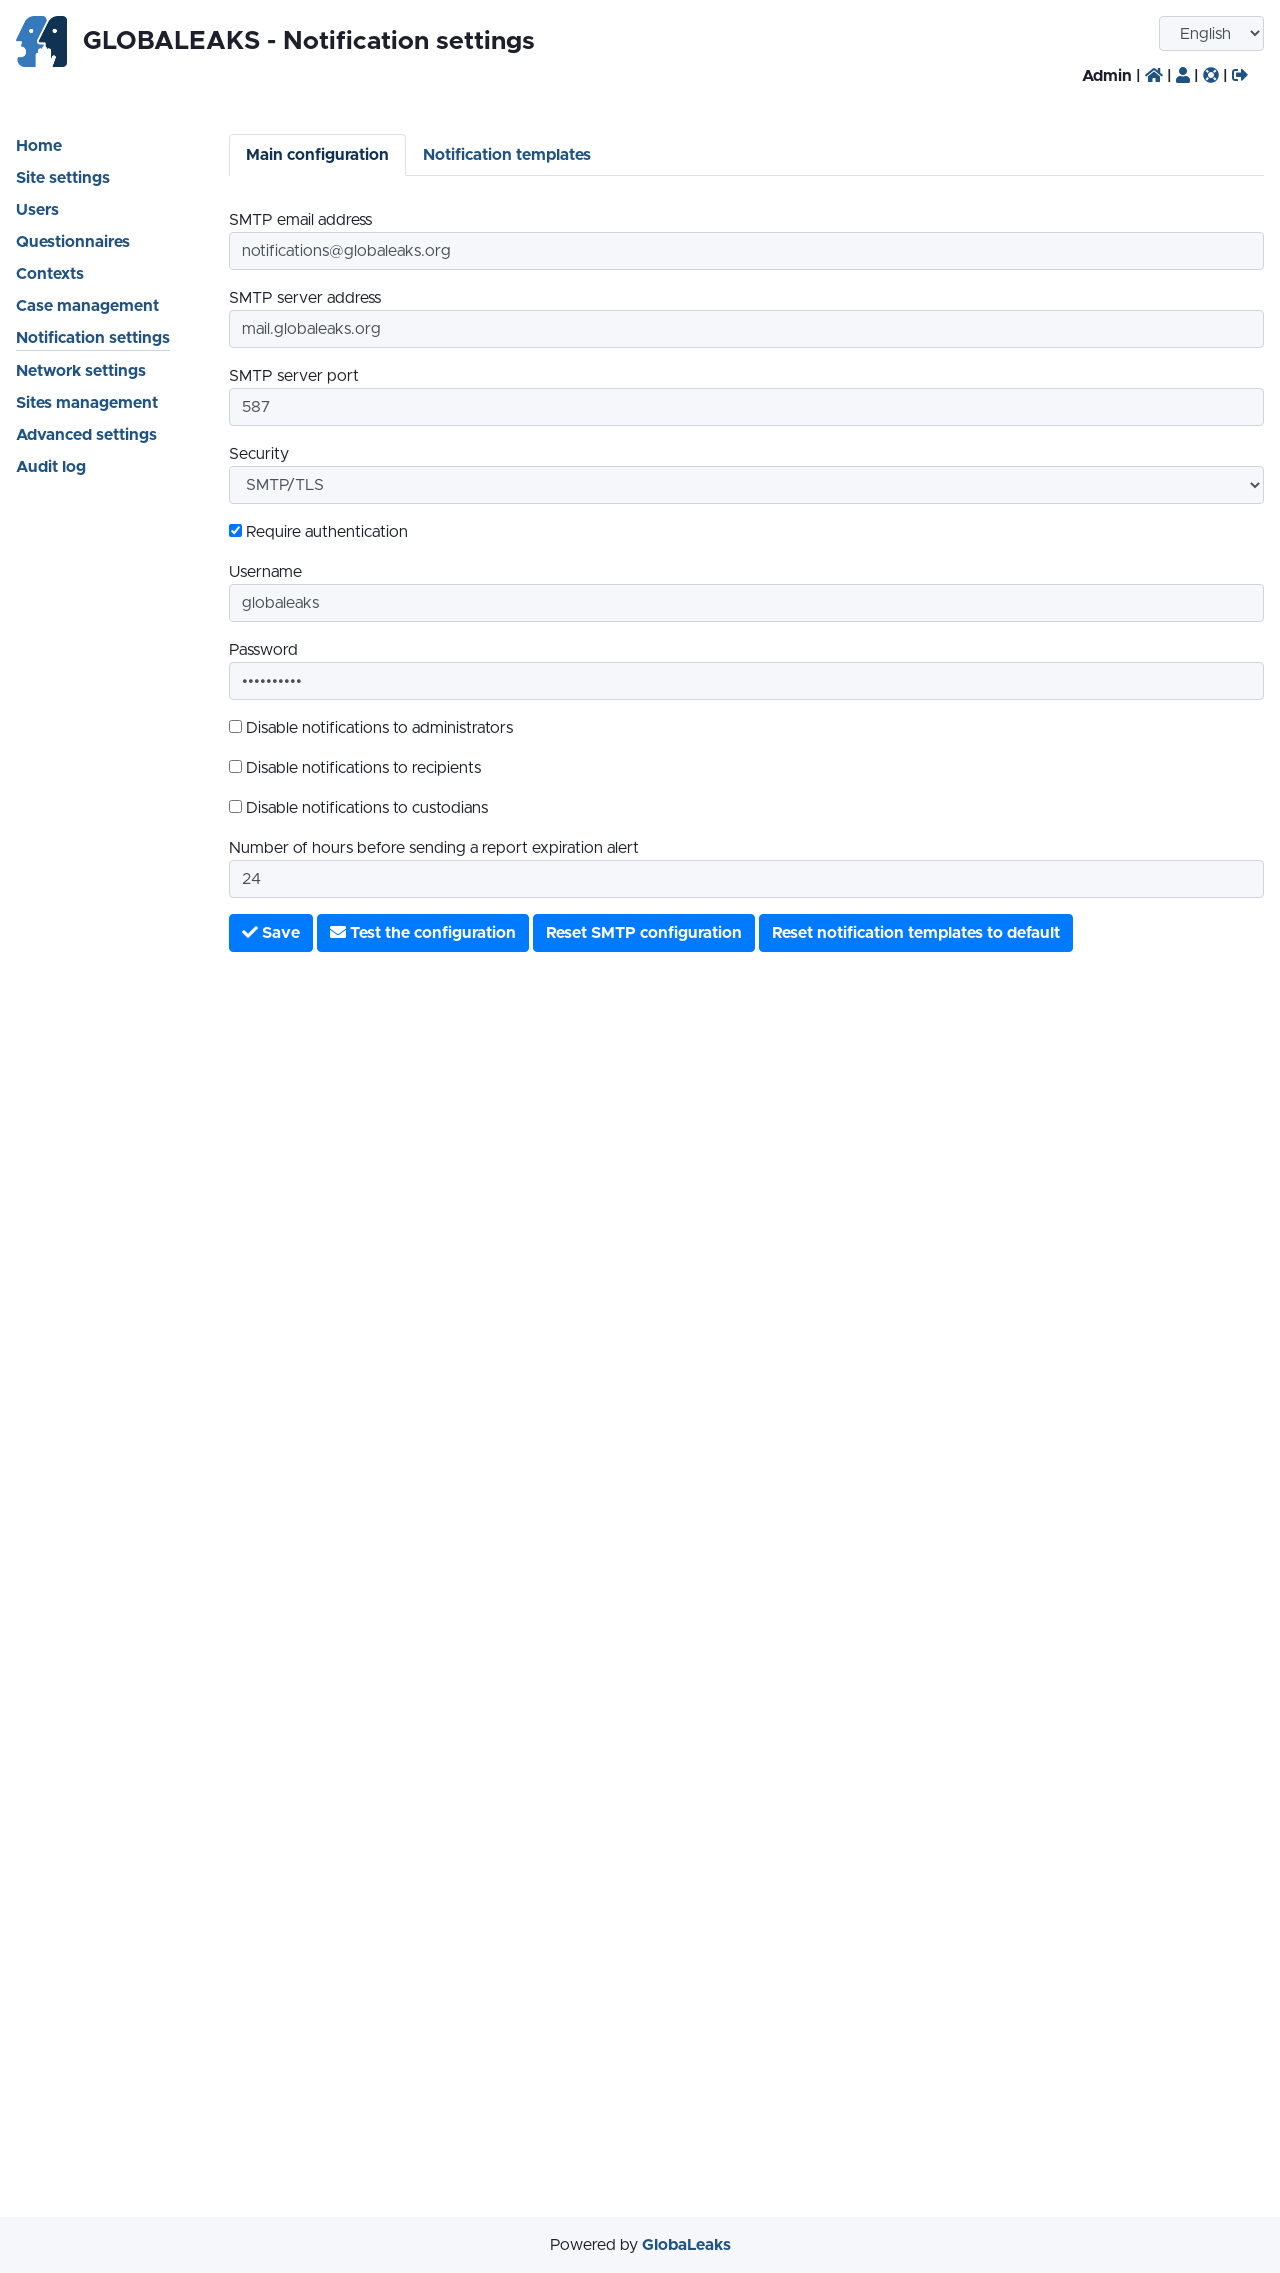 GLOBALEAKS - Notification settings
English
Admin | | | |
Home
Site settings
Users
Questionnaires
Contexts
Case management
Notification settings
Network settings
Sites management
Advanced settings
Audit log
Main configuration
Notification templates
SMTP email address
notifications@globaleaks.org
SMTP server address
mail.globaleaks.org
SMTP server port
587
Security
SMTP/TLS
Require authentication
Username
globaleaks
Password
••••••••••
Disable notifications to administrators
Disable notifications to recipients
Disable notifications to custodians
Number of hours before sending a report expiration alert
24
Save
Test the configuration
Reset SMTP configuration
Reset notification templates to default
Powered by GlobaLeaks